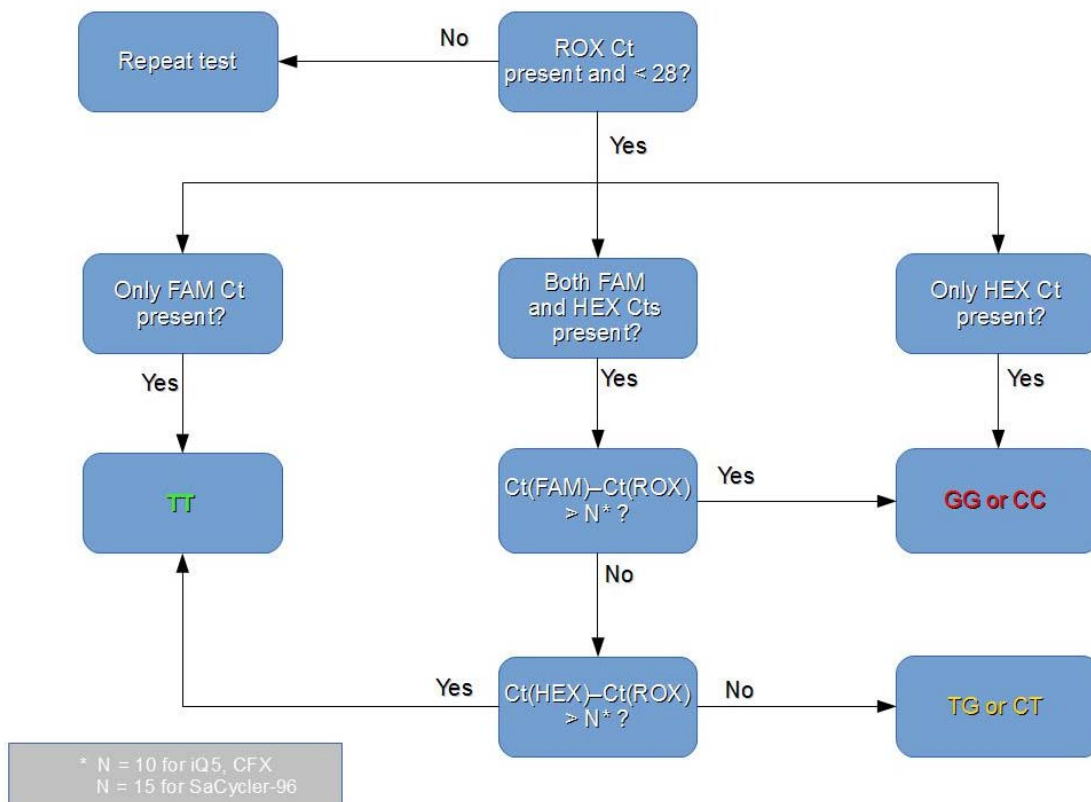 Repeat test
No
ROX Ct
present and < 28?
Yes
Only FAM Ct
present?
Both FAM
and HEX Cts
present?
Only HEX Ct
present?
Yes
Yes
Yes
TT
Ct(FAM)–Ct(ROX)
> N* ?
Yes
GG or CC
No
Yes
Ct(HEX)–Ct(ROX)
> N* ?
No
TG or CT
* N = 10 for iQ5, CFX
N = 15 for SaCycler-96